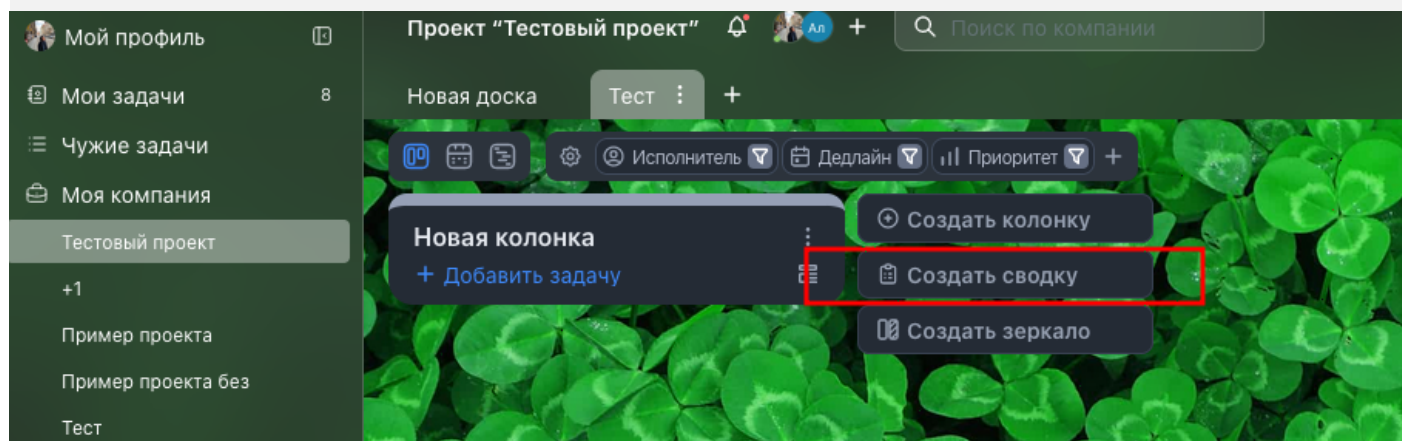 Мой профиль
Мои задачи 8
Чужие задачи
Моя компания
Тестовый проект
+1
Пример проекта
Пример проекта без
Тест
Проект “Тестовый проект” Ал + Поиск по компании
Новая доска Тест +
Исполнитель Дедлайн Приоритет +
Новая колонка
+ Добавить задачу
Создать колонку
Создать сводку
Создать зеркало